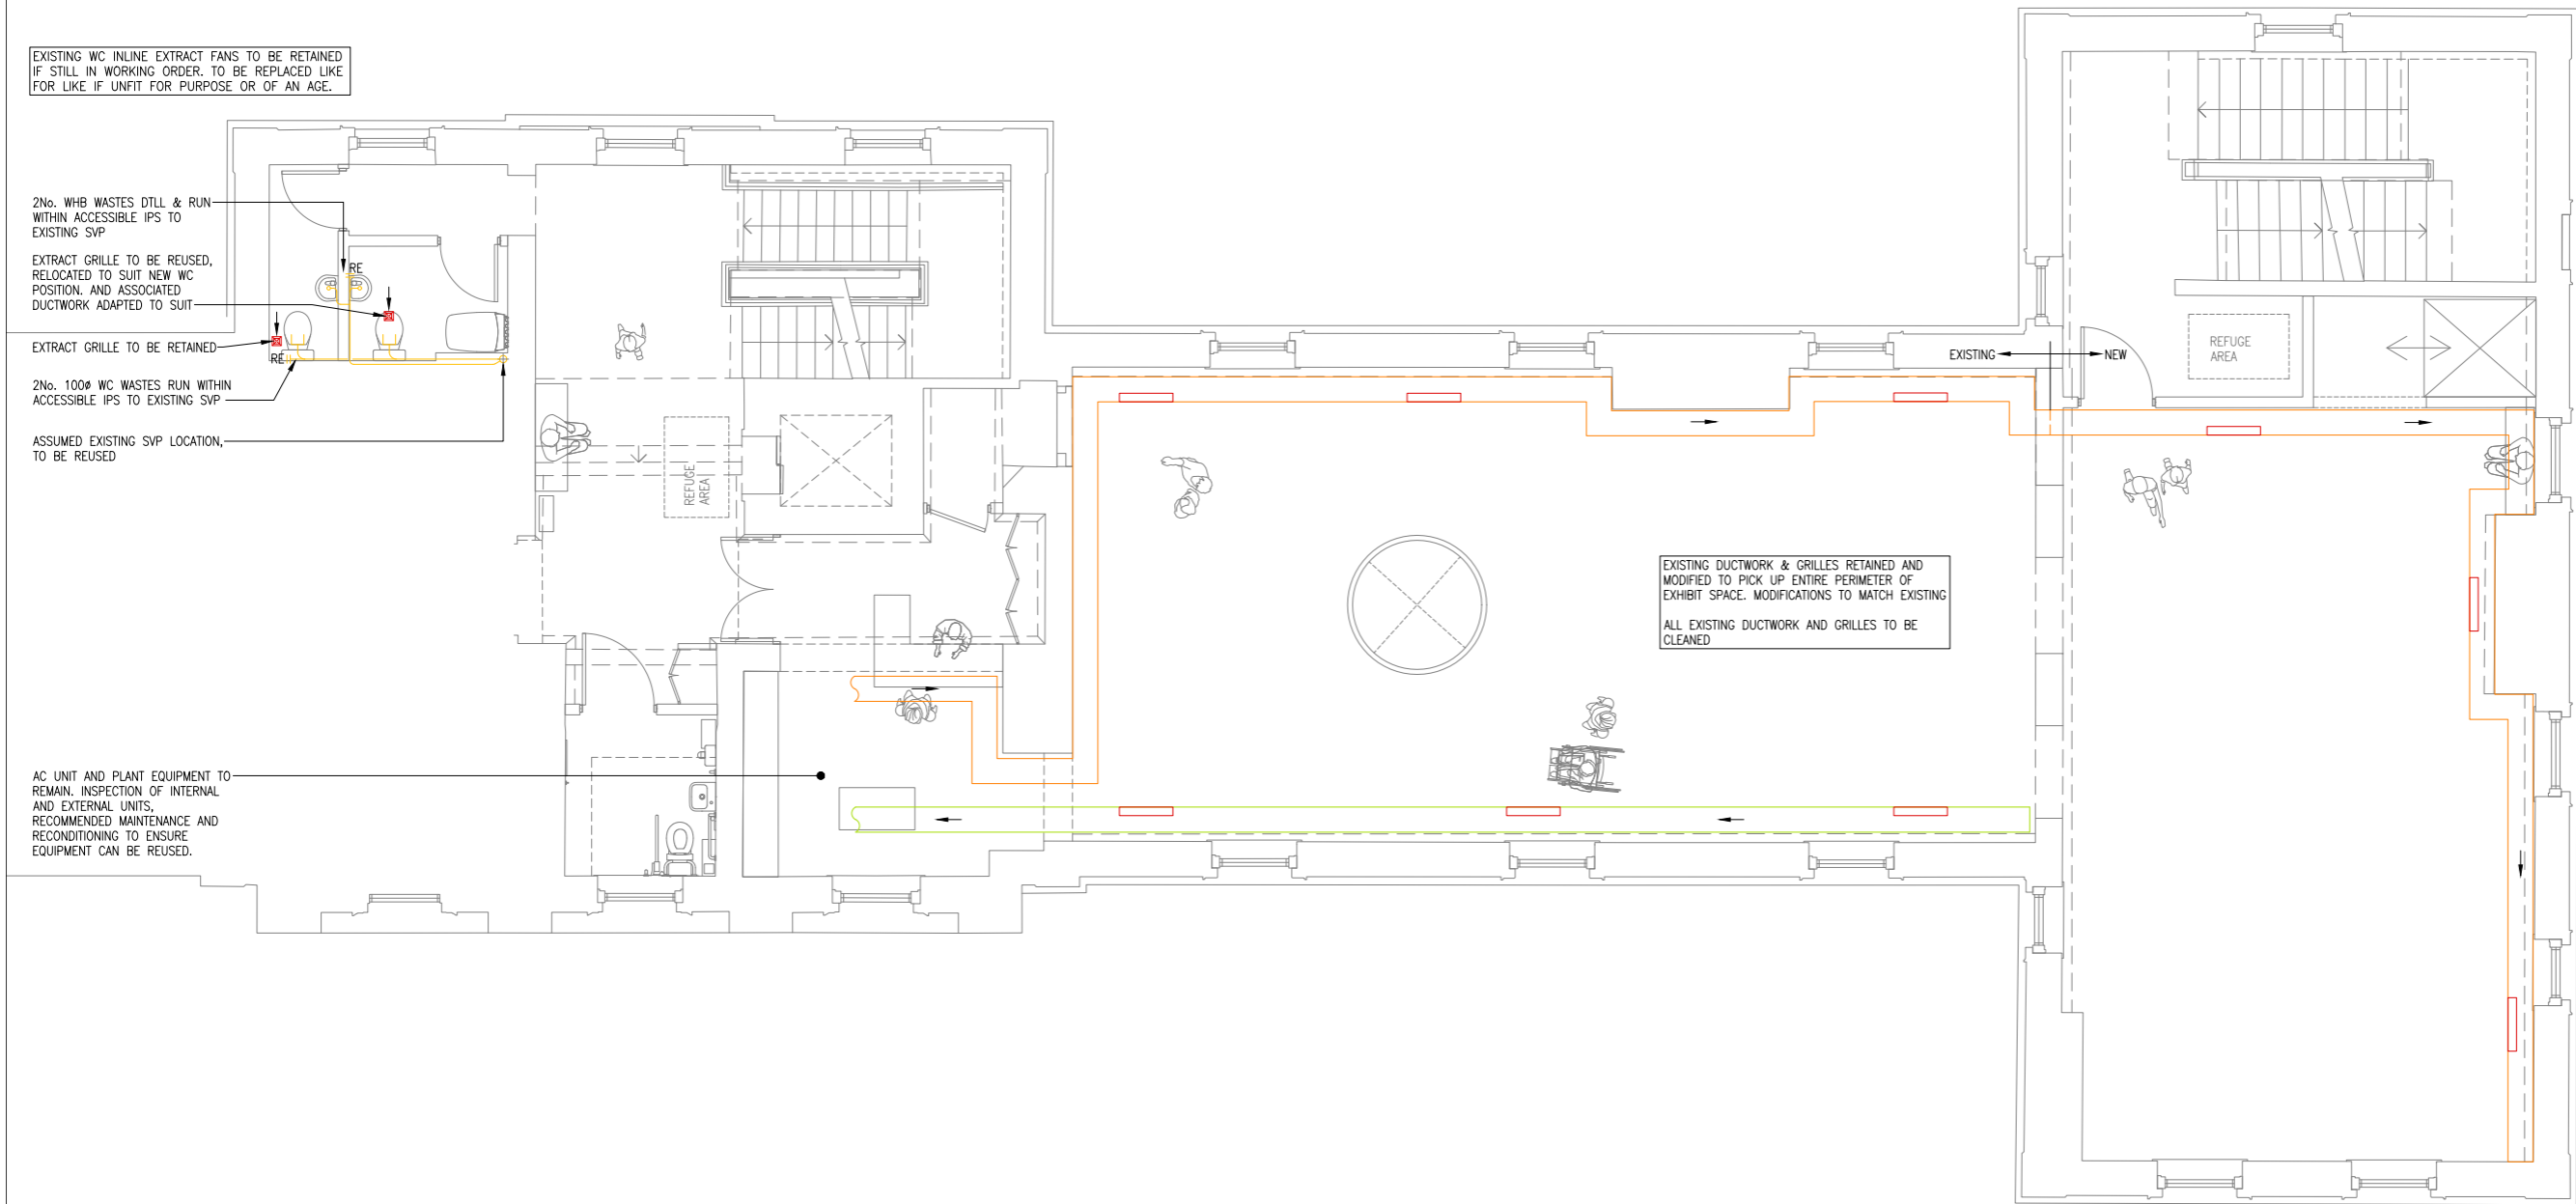 EXISTING WC INLINE EXTRACT FANS TO BE RETAINED
IF STILL IN WORKING ORDER. TO BE REPLACED LIKE
FOR LIKE IF UNFIT FOR PURPOSE OR OF AN AGE.
2No. WHB WASTES DTLL & RUN
WITHIN ACCESSIBLE IPS TO
EXISTING SVP
EXTRACT GRILLE TO BE REUSED,
RELOCATED TO SUIT NEW WC
POSITION. AND ASSOCIATED
DUCTWORK ADAPTED TO SUIT
EXTRACT GRILLE TO BE RETAINED
2No. 100ø WC WASTES RUN WITHIN
ACCESSIBLE IPS TO EXISTING SVP
ASSUMED EXISTING SVP LOCATION,
TO BE REUSED
AC UNIT AND PLANT EQUIPMENT TO
REMAIN. INSPECTION OF INTERNAL
AND EXTERNAL UNITS,
RECOMMENDED MAINTENANCE AND
RECONDITIONING TO ENSURE
EQUIPMENT CAN BE REUSED.
RE
RE
REFUGE
AREA
EXISTING
NEW
REFUGE
AREA
EXISTING DUCTWORK & GRILLES RETAINED AND
MODIFIED TO PICK UP ENTIRE PERIMETER OF
EXHIBIT SPACE. MODIFICATIONS TO MATCH EXISTING
ALL EXISTING DUCTWORK AND GRILLES TO BE
CLEANED